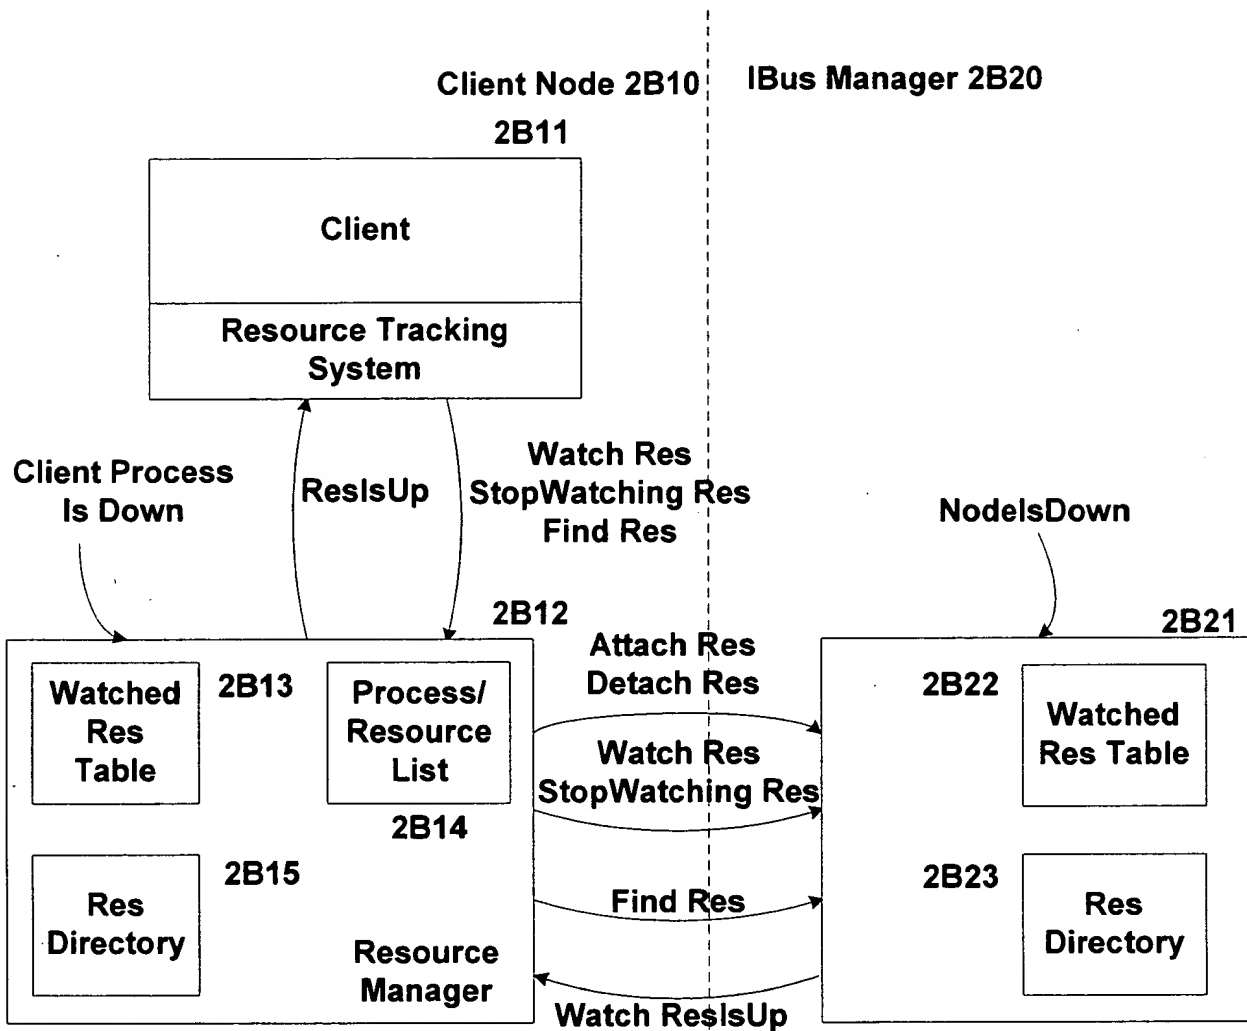 Client Node 2B10
IBus Manager 2B20
2B11
Client
Resource Tracking
System
Client Process
Is Down
ResIsUp
Watch Res
StopWatching Res
Find Res
NodeIsDown
2B12
2B21
Watched
Res
Table
2B13
Process/
Resource
List
2B14
Attach Res
Detach Res
Watch Res
StopWatching Res
2B22
Watched
Res Table
Res
Directory
2B15
Resource
Manager
Find Res
Watch ResIsUp
2B23
Res
Directory